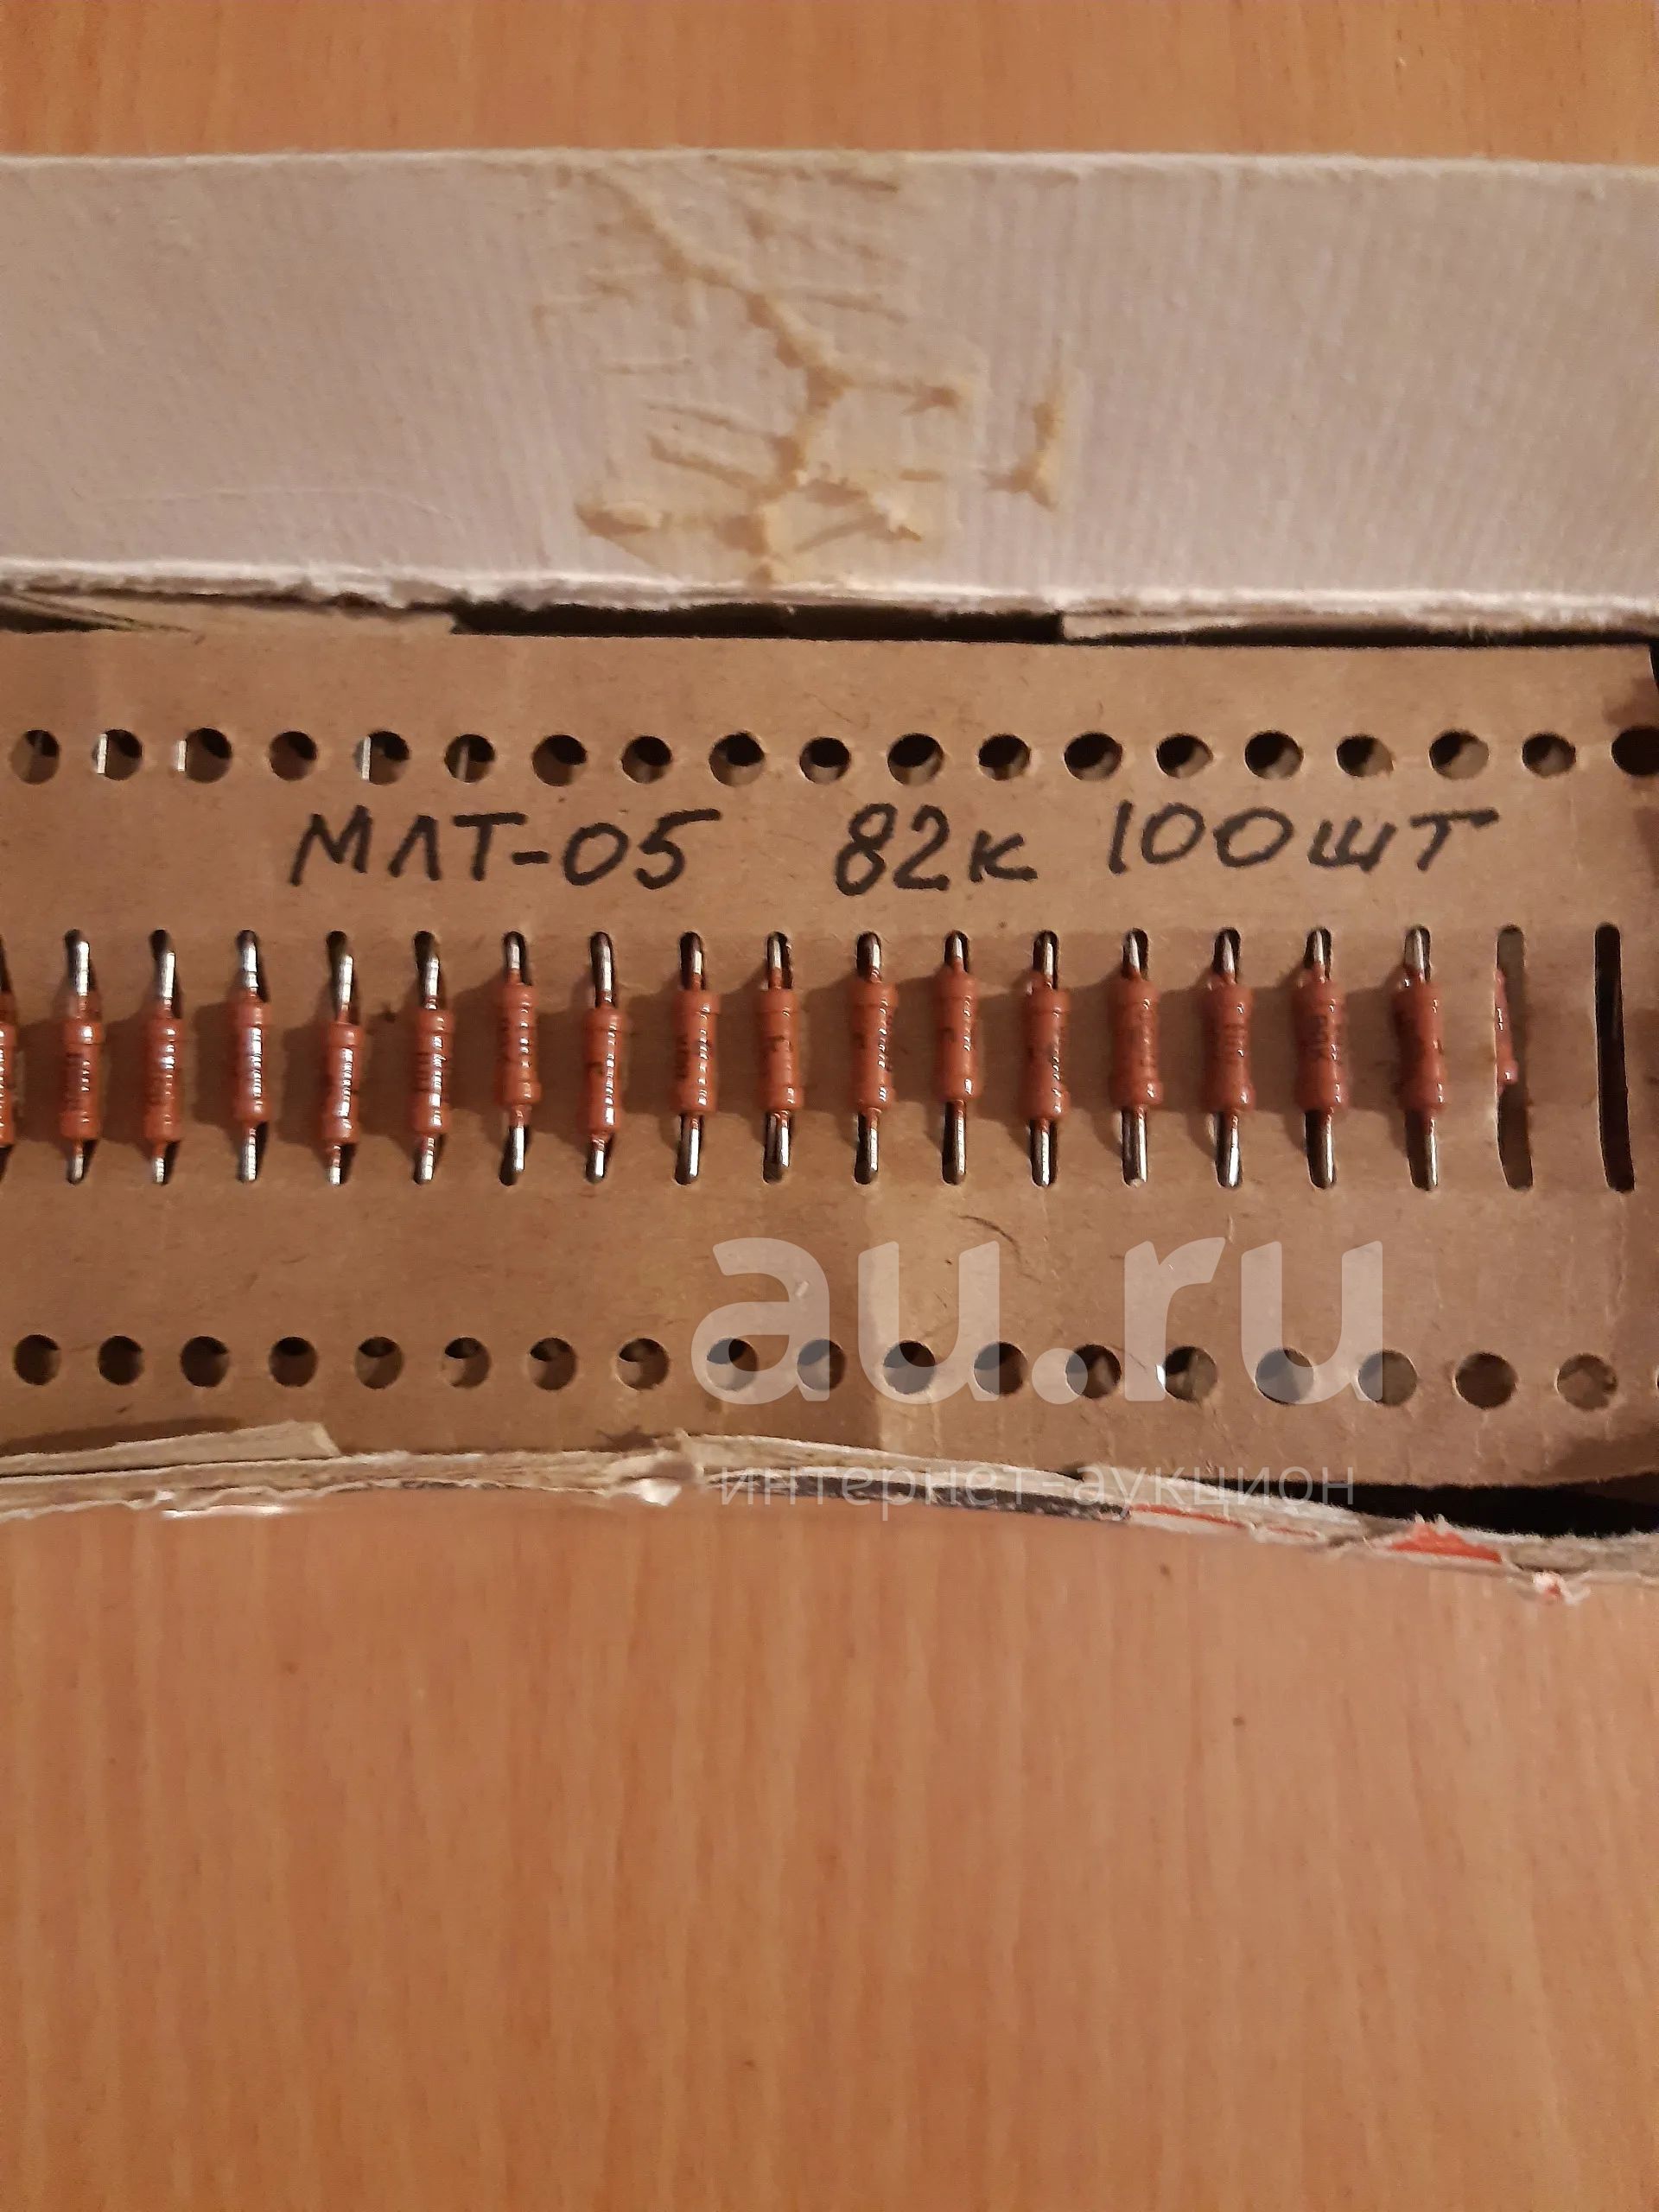 МЛТ-05 82к 100шт
au.ru
интернет-аукцион